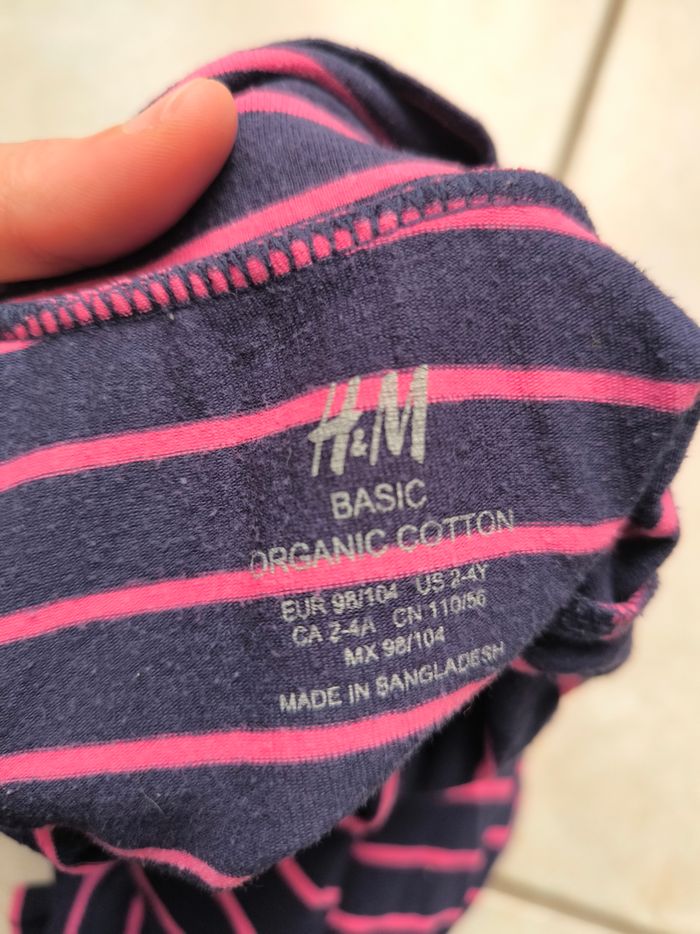 H&M
BASIC
ORGANIC COTTON
EUR 98/104 US 2-4Y
CA 2-4A CN 110/56
MX 98/104
MADE IN BANGLADESH